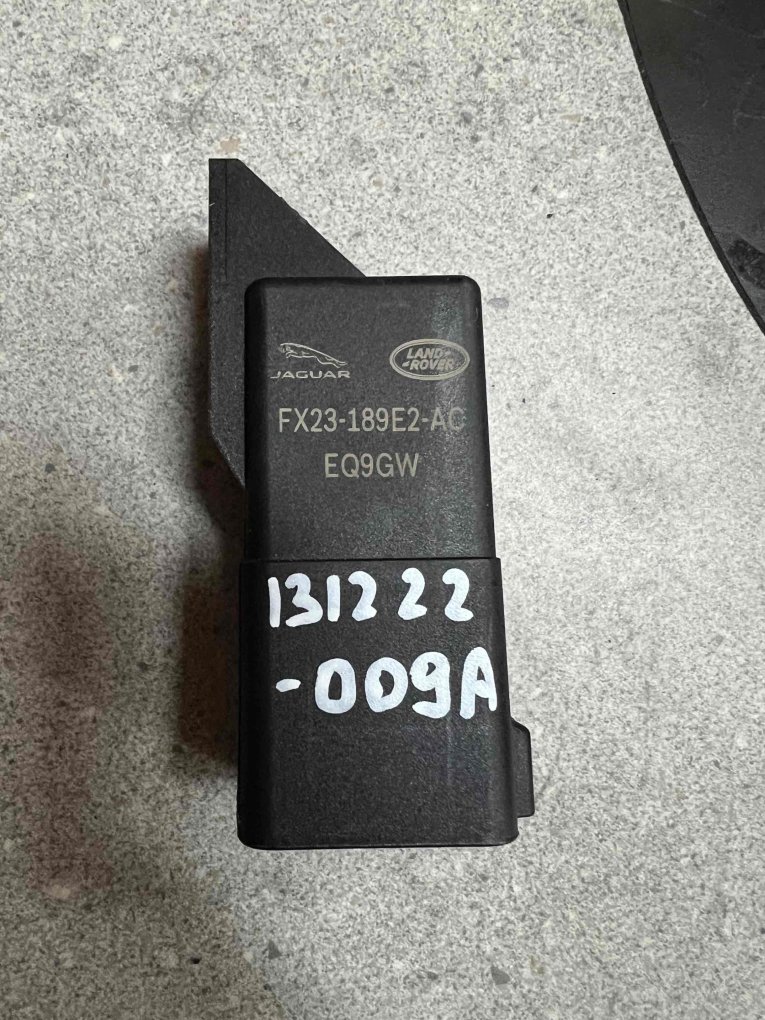 JAGUAR
LAND ROVER
FX23-189E2-AC
EQ9GW
131222
-009A